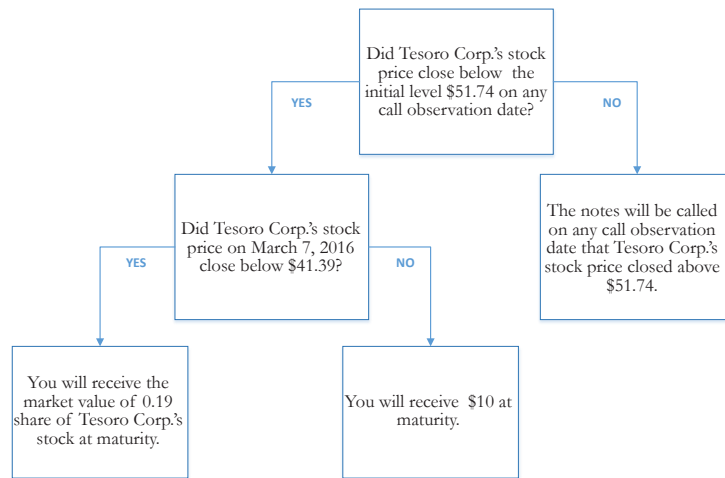 Did Tesoro Corp.'s stock
price close below the
initial level $51.74 on any
call observation date?
YES
NO
Did Tesoro Corp.'s stock
price on March 7, 2016
close below $41.39?
The notes will be called
on any call observation
date that Tesoro Corp.'s
stock price closed above
$51.74.
YES
NO
You will receive the
market value of 0.19
share of Tesoro Corp.'s
stock at maturity.
You will receive $10 at
maturity.